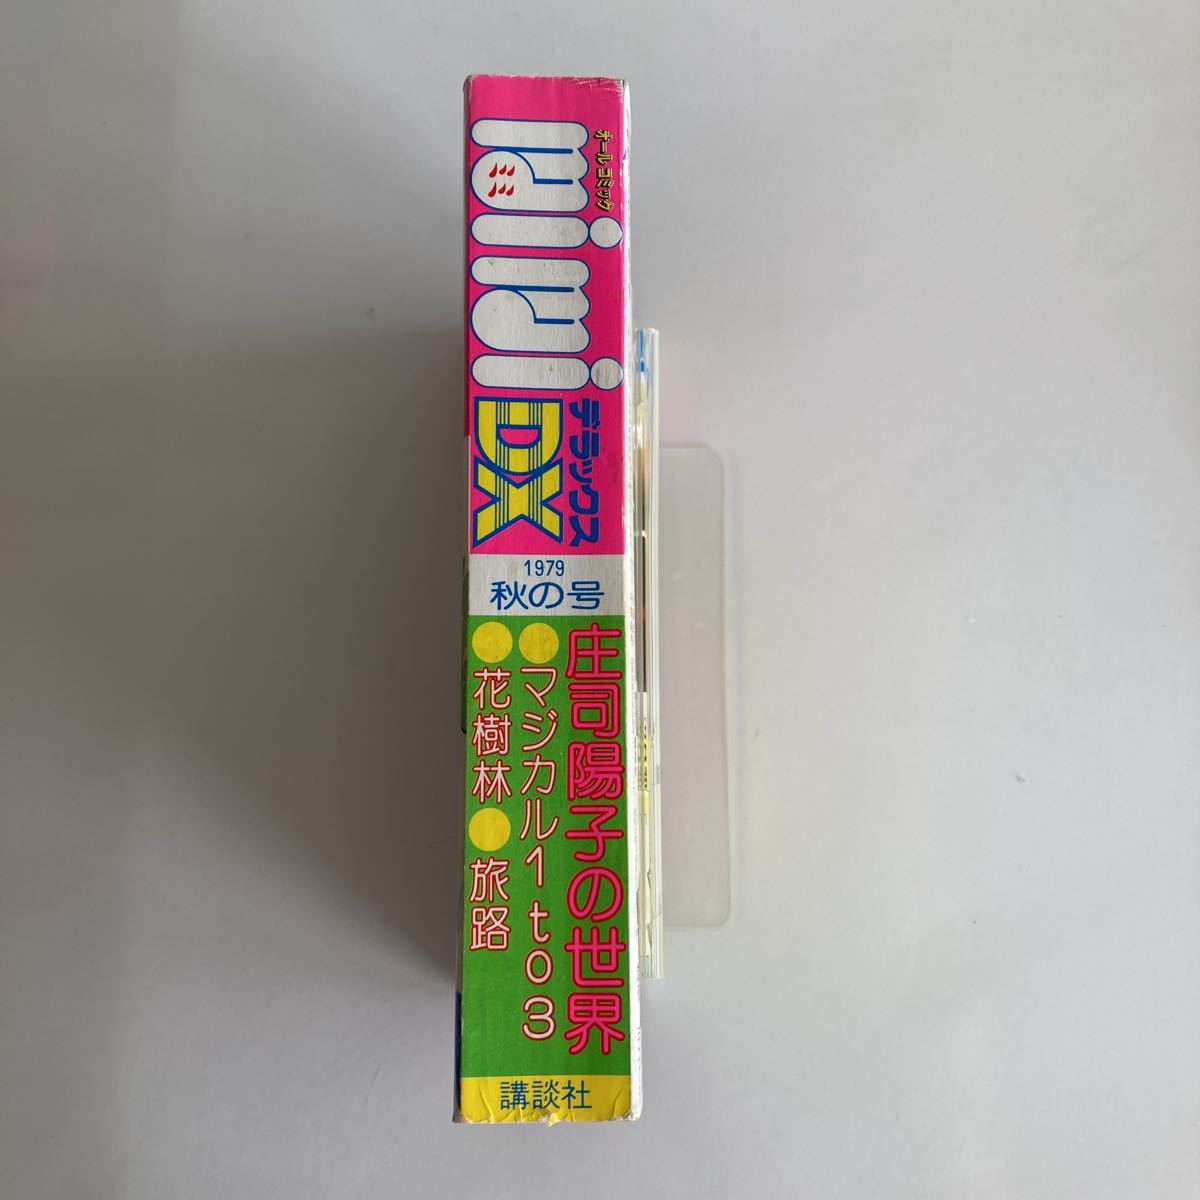 オールコミック
mimi
デラックス
DX
1979
秋の号
庄司陽子の世界
●マジカル1to3
●花樹林●旅路
講談社